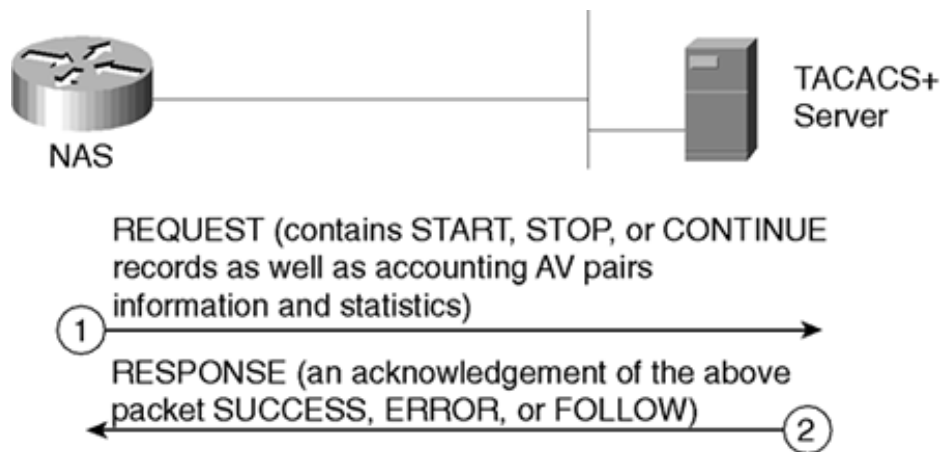 TACACS+
Server
NAS
REQUEST (contains START, STOP, or CONTINUE
records as well as accounting AV pairs
information and statistics)
1
RESPONSE (an acknowledgement of the above
packet SUCCESS, ERROR, or FOLLOW)
2